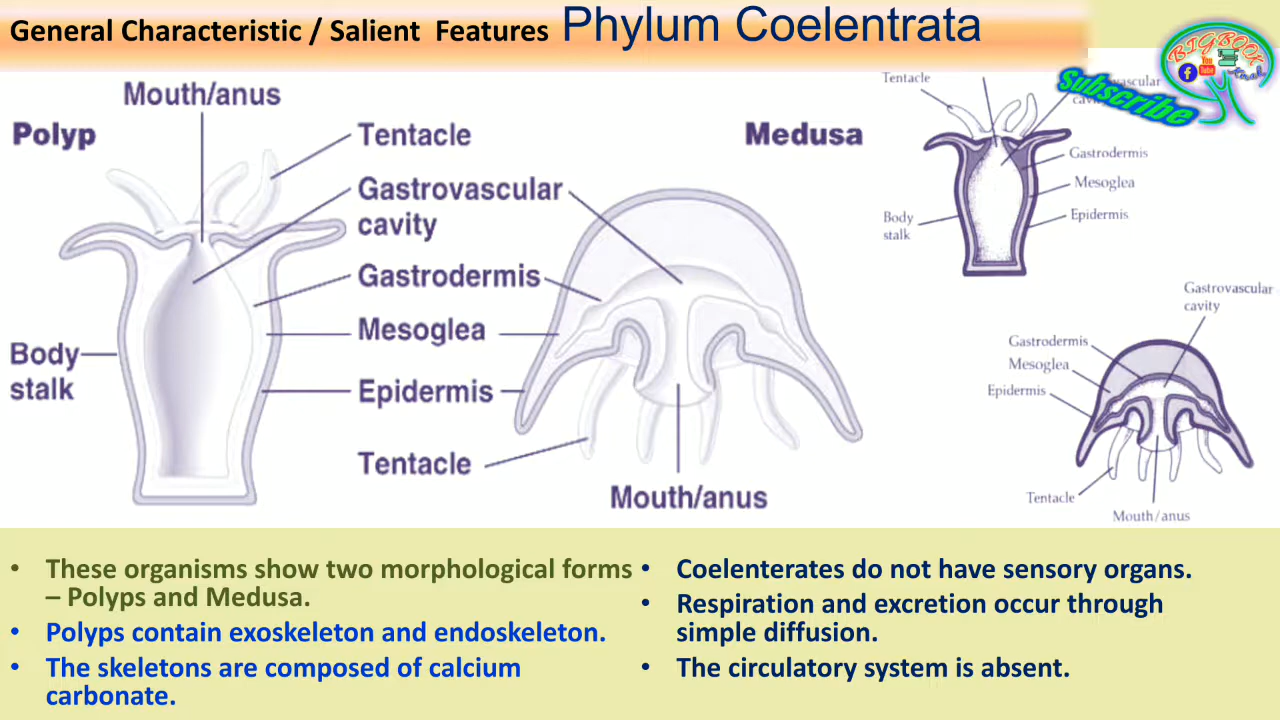 General Characteristic / Salient Features Phylum Coelentrata
BIGBOOK
You
Tube
f
Subscribe
Mouth/anus
Polyp
Tentacle
Medusa
Gastrovascular
cavity
Gastrodermis
Mesoglea
Body
stalk
Epidermis
Tentacle
Mouth/anus
Tentacle
Gastrodermis
Mesoglea
Epidermis
Body
stalk
Gastrovascular
cavity
Gastrodermis
Mesoglea
Epidermis
Tentacle
Mouth/anus
• These organisms show two morphological forms
– Polyps and Medusa.
• Polyps contain exoskeleton and endoskeleton.
• The skeletons are composed of calcium
carbonate.
• Coelenterates do not have sensory organs.
• Respiration and excretion occur through
simple diffusion.
• The circulatory system is absent.